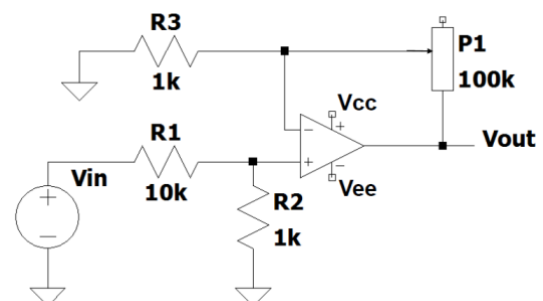 R3
1k
P1
100k
Vcc
+
-
+
-
Vout
R1
10k
Vin
+
-
Vee
R2
1k